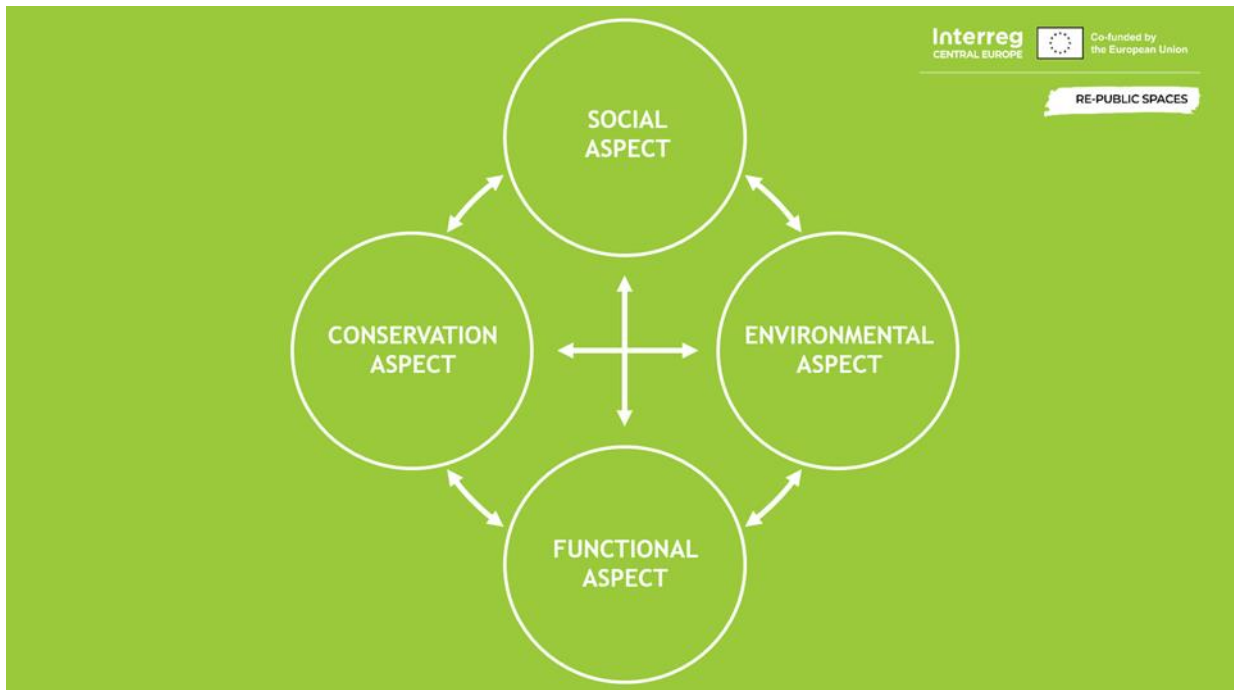 Interreg
CENTRAL EUROPE
Co-funded by
the European Union
RE-PUBLIC SPACES
SOCIAL
ASPECT
CONSERVATION
ASPECT
ENVIRONMENTAL
ASPECT
FUNCTIONAL
ASPECT